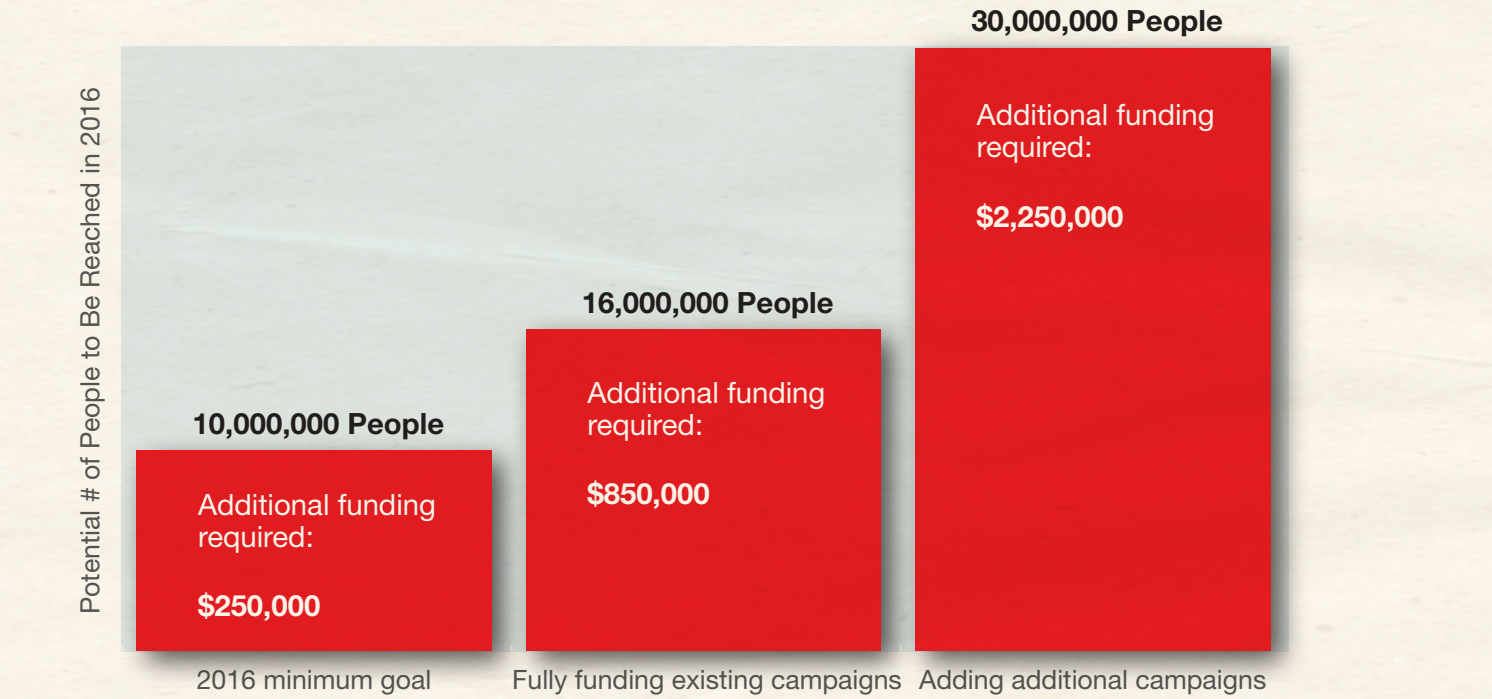 Potential # of People to Be Reached in 2016
10,000,000 People
Additional funding
required:
$250,000
2016 minimum goal
16,000,000 People
Additional funding
required:
$850,000
Fully funding existing campaigns
30,000,000 People
Additional funding
required:
$2,250,000
Adding additional campaigns